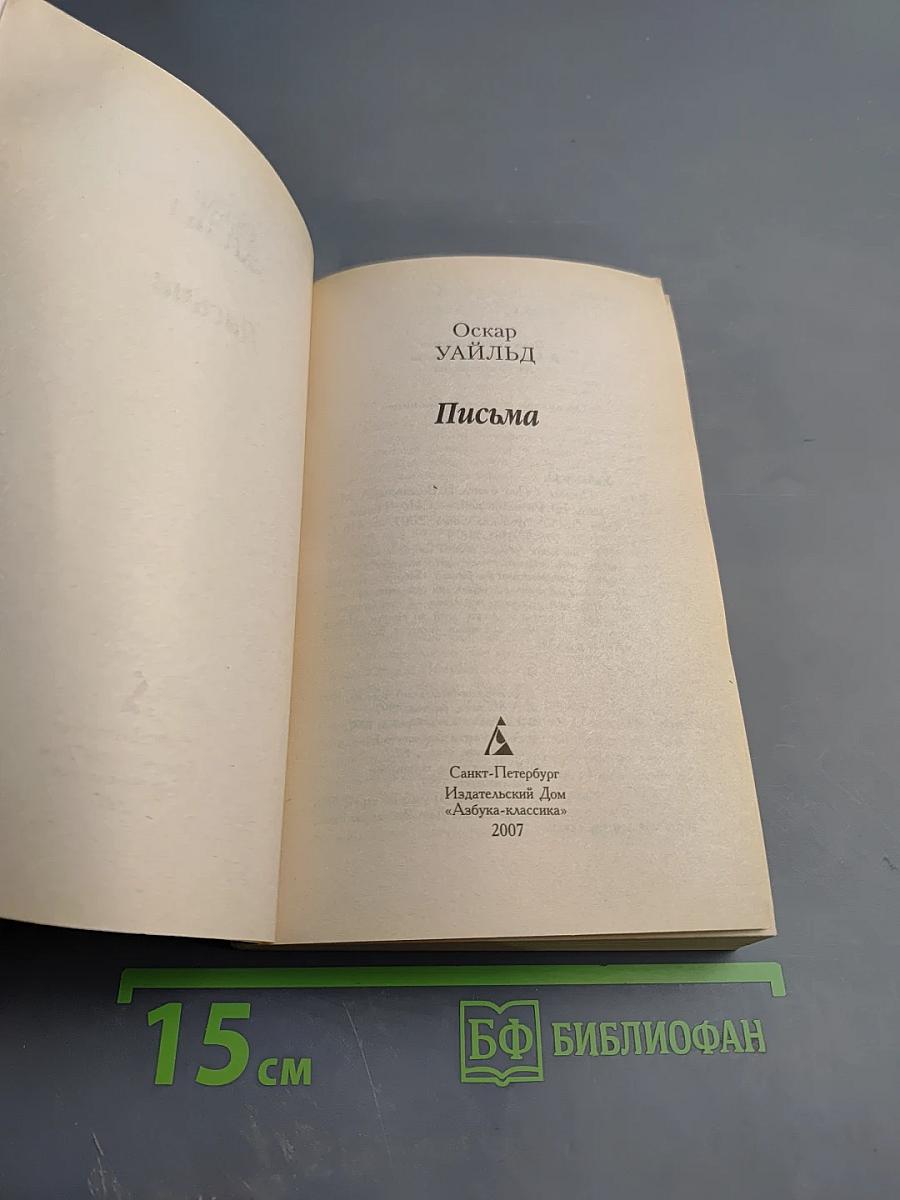 Оскар
УАЙЛЬД
Письма
Санкт-Петербург
Издательский Дом
«Азбука-классика»
2007
15 см
БФ БИБЛИОФАН